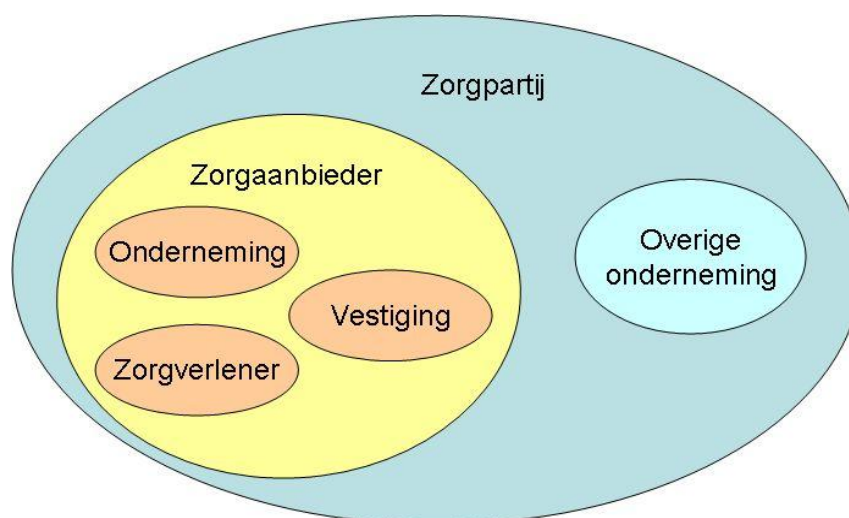 Zorgpartij
Zorgaanbieder
Onderneming
Vestiging
Zorgverlener
Overige
onderneming